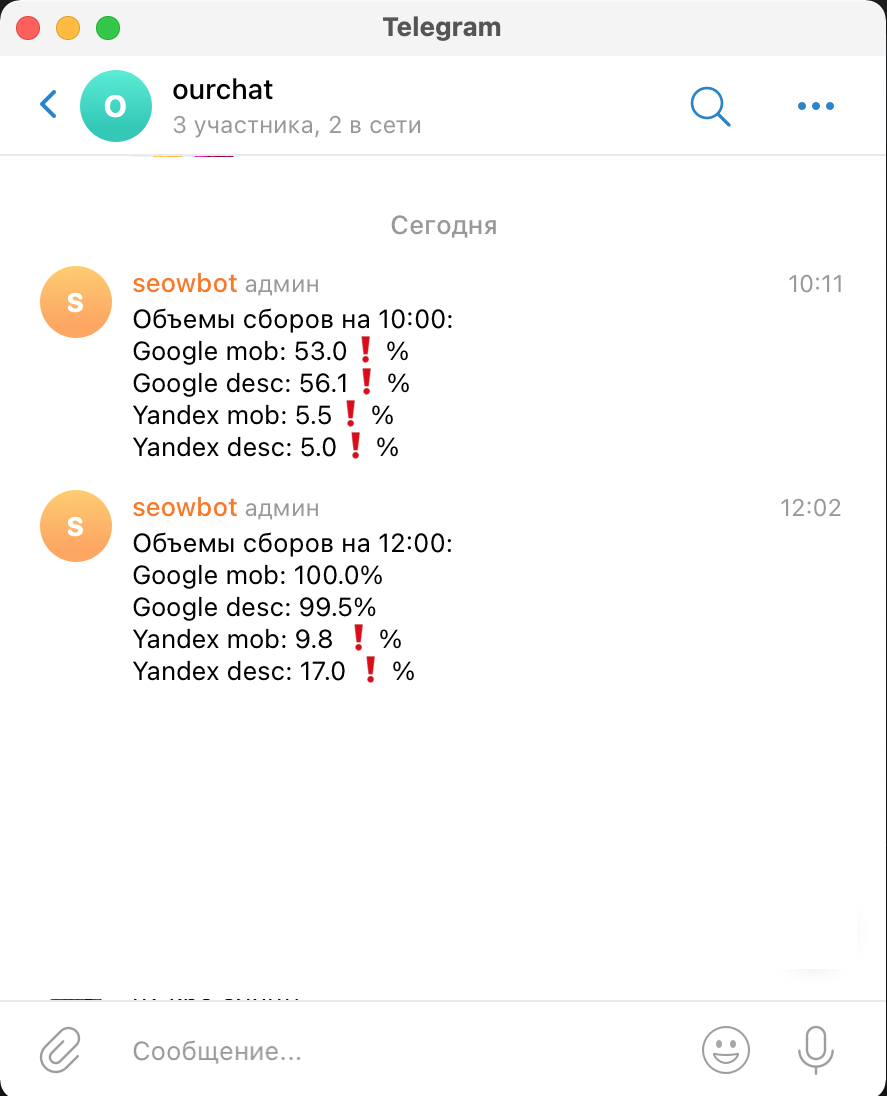 Telegram
O
ourchat
3 участника, 2 в сети
Сегодня
S
seowbot админ 10:11
Объемы сборов на 10:00:
Google mob: 53.0❗%
Google desc: 56.1❗%
Yandex mob: 5.5❗%
Yandex desc: 5.0❗%
S
seowbot админ 12:02
Объемы сборов на 12:00:
Google mob: 100.0%
Google desc: 99.5%
Yandex mob: 9.8 ❗%
Yandex desc: 17.0 ❗%
Сообщение...